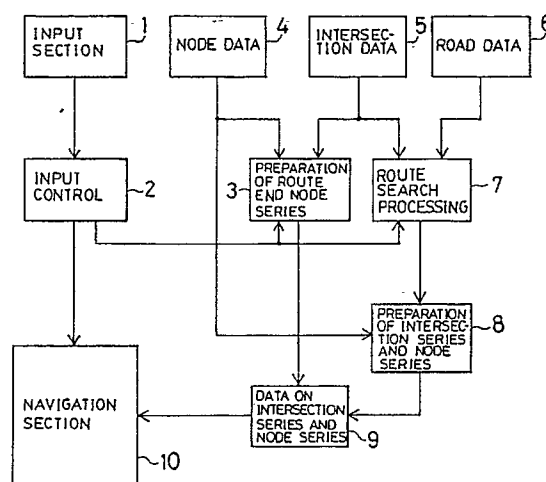 INPUT
SECTION
1
NODE DATA
4
INTERSEC-
TION DATA
5
ROAD DATA
6
INPUT
CONTROL
2
3
PREPARATION
OF ROUTE
END NODE
SERIES
ROUTE
SEARCH
PROCESSING
7
PREPARATION
OF INTERSEC-
TION SERIES
AND NODE
SERIES
8
NAVIGATION
SECTION
10
DATA ON
INTERSECTION
SERIES AND
NODE SERIES
9